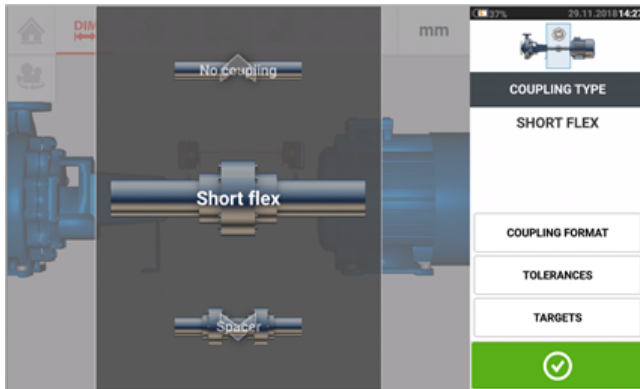 DIM
mm
No coupling
Short flex
Spacer
37%
29.11.2018 14:27
COUPLING TYPE
SHORT FLEX
COUPLING FORMAT
TOLERANCES
TARGETS